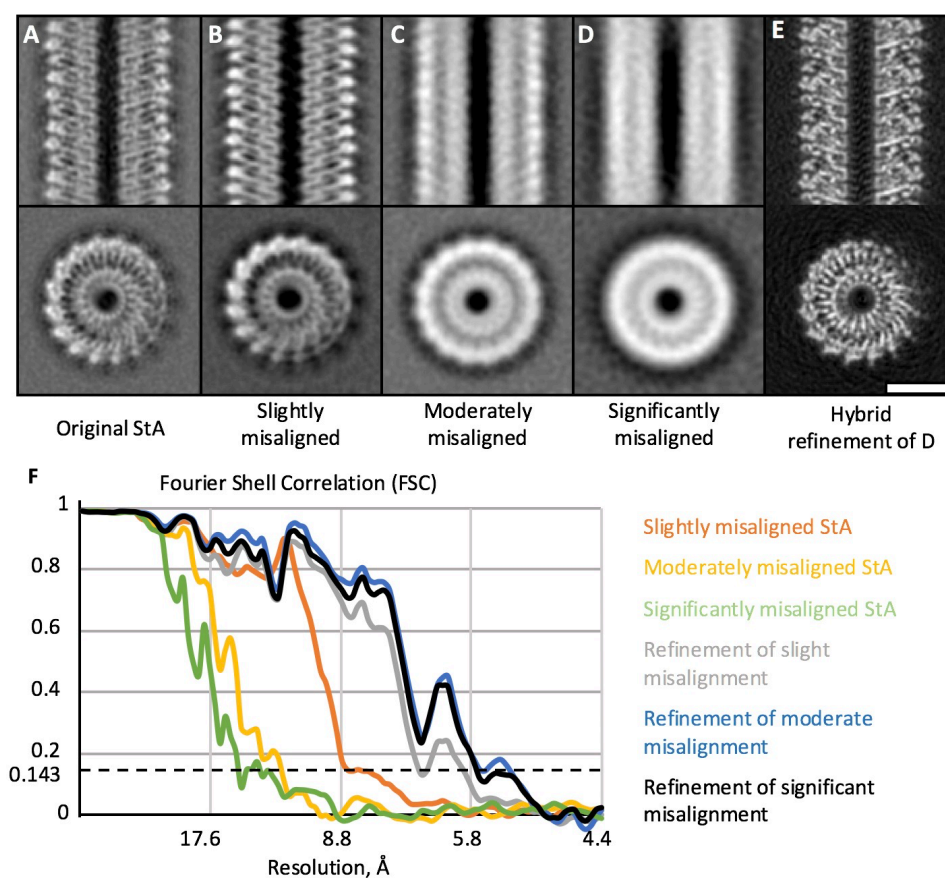 A
B
C
D
E
Original StA
Slightly
misaligned
Moderately
misaligned
Significantly
misaligned
Hybrid
refinement of D
F
Fourier Shell Correlation (FSC)
1
0.8
0.6
0.4
0.2
0.143
0
17.6
8.8
5.8
4.4
Resolution, Å
Slightly misaligned StA
Moderately misaligned StA
Significantly misaligned StA
Refinement of slight
misalignment
Refinement of moderate
misalignment
Refinement of significant
misalignment